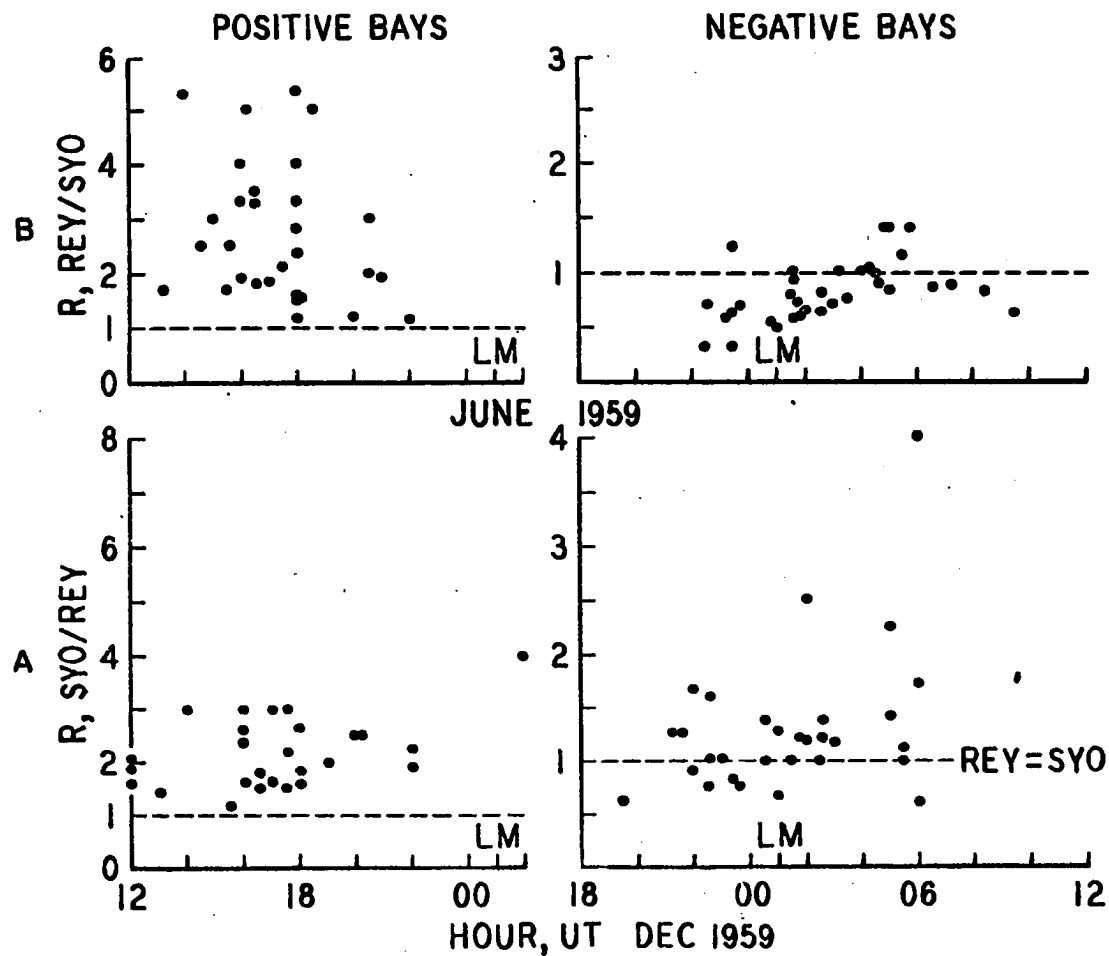 POSITIVE BAYS
NEGATIVE BAYS
B
R, REY/SYO
6
4
2
1
0
LM
3
2
1
LM
JUNE 1959
A
R, SYO/REY
8
6
4
2
1
0
LM
12 18 00
4
3
2
1
REY=SYO
LM
18 00 06 12
HOUR, UT DEC 1959